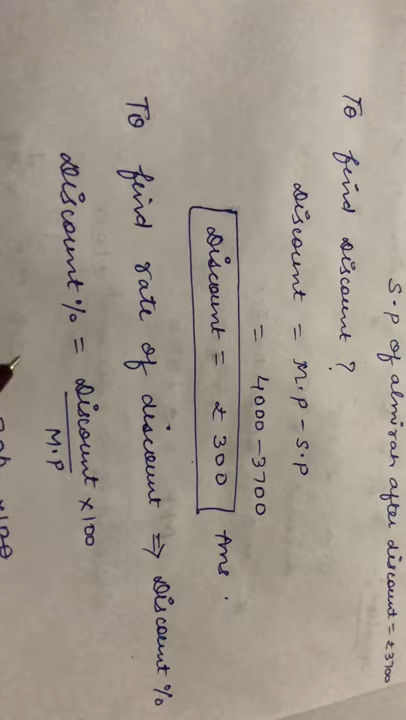 S.P of almirah after discount = ₹3700
To find discount ?
Discount = M.P - S.P
= 4000 - 3700
Discount = ₹ 300 Ans.
To find rate of discount ⇒ Discount %
Discount % = Discount × 100
M.P
× 100